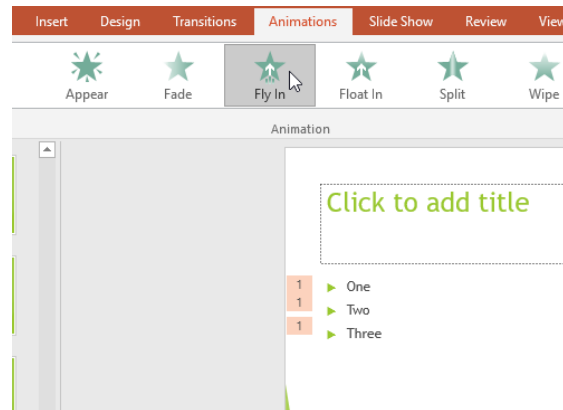 Insert Design Transitions Animations Slide Show Review View
Appear Fade Fly In Float In Split Wipe
Animation
Click to add title
1 One
1 Two
1 Three